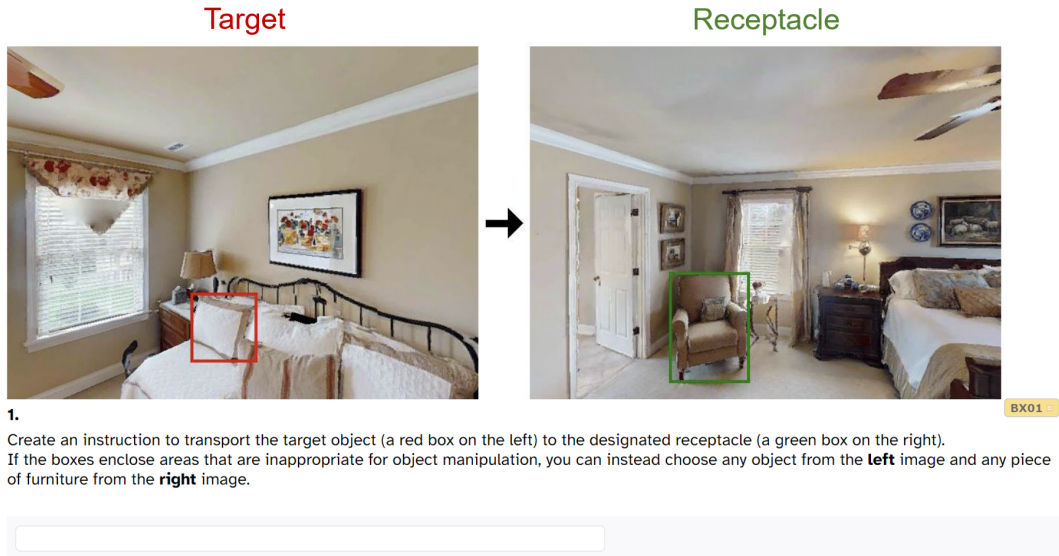 Target
Receptacle
BX01
1.
Create an instruction to transport the target object (a red box on the left) to the designated receptacle (a green box on the right).
If the boxes enclose areas that are inappropriate for object manipulation, you can instead choose any object from the left image and any piece
of furniture from the right image.